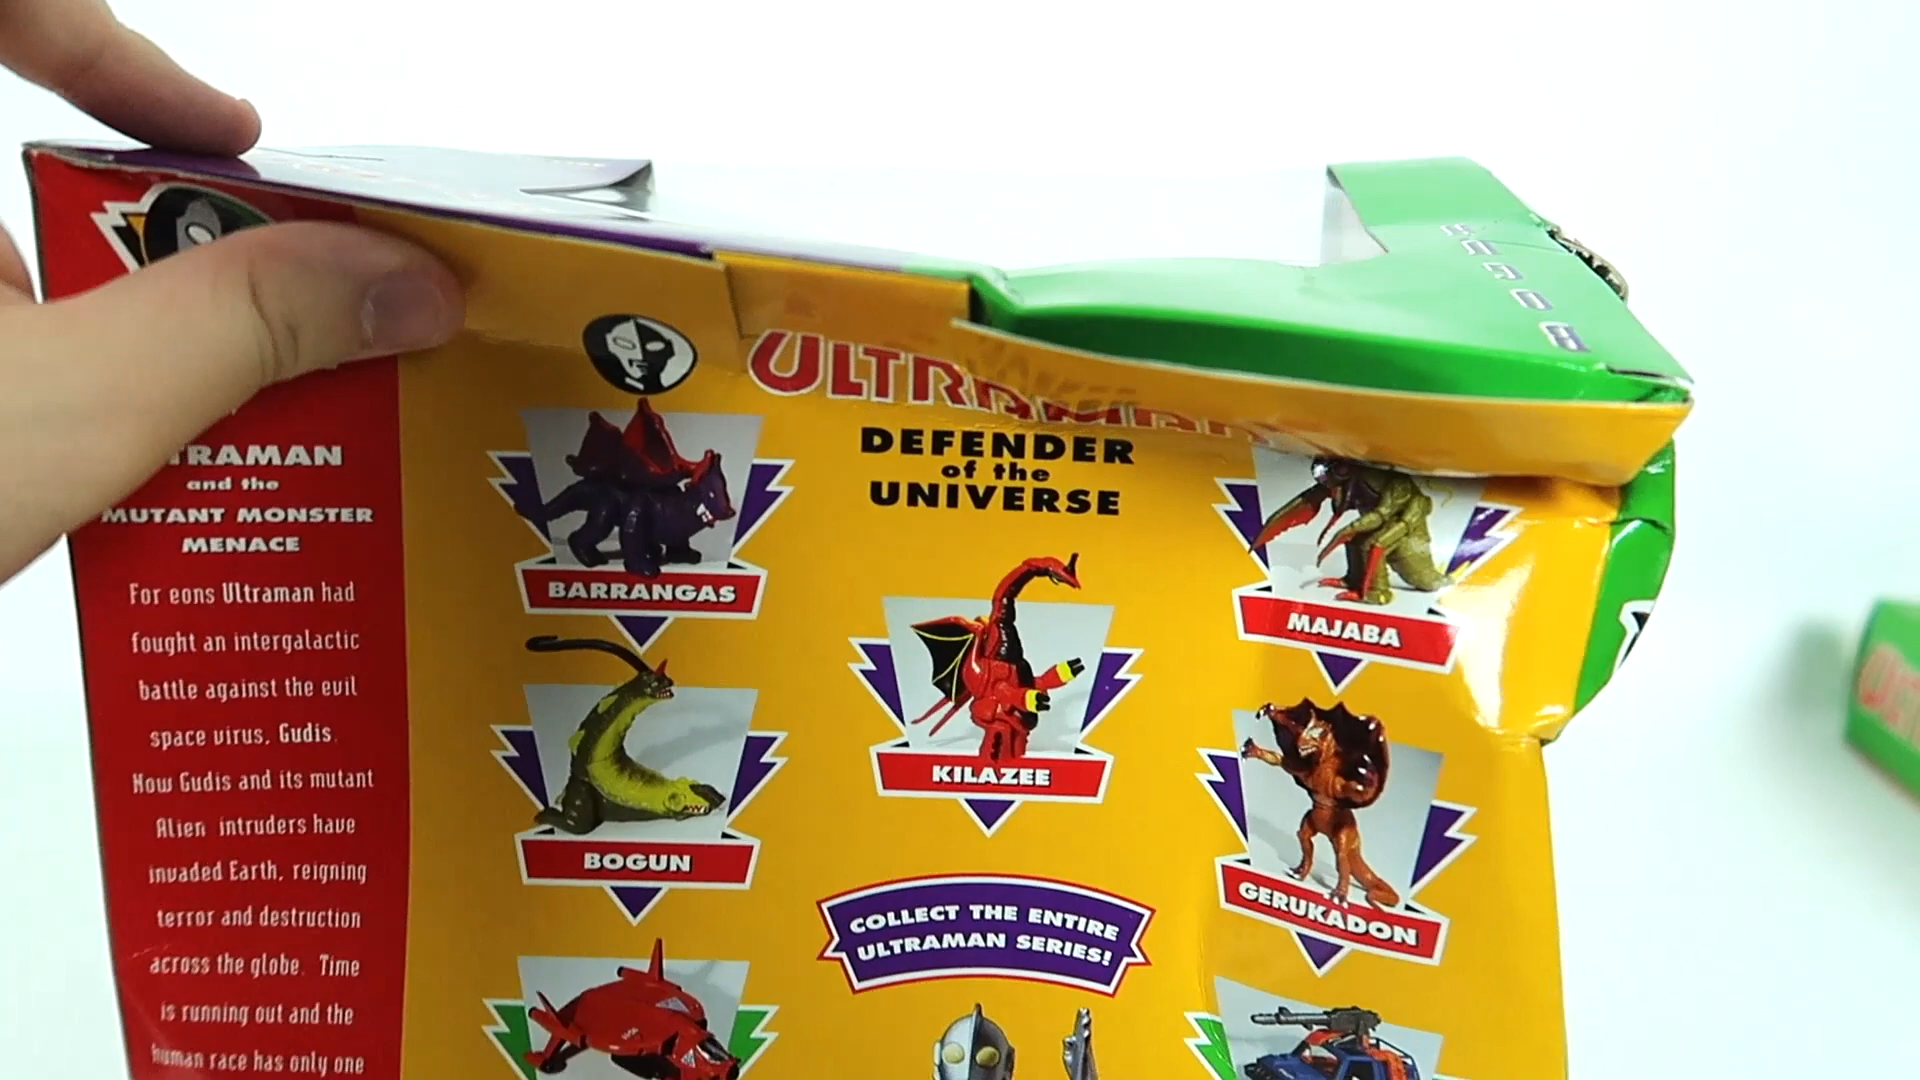 ULTRAMAN
DEFENDER
of the
UNIVERSE
TRAMAN
and the
MUTANT MONSTER
MENACE
For eons Ultraman had
fought an intergalactic
battle against the evil
space virus, Gudis.
Now Gudis and its mutant
Alien intruders have
invaded Earth, reigning
terror and destruction
across the globe. Time
is running out and the
human race has only one
BARRANGAS
BOGUN
KILAZEE
COLLECT THE ENTIRE
ULTRAMAN SERIES!
MAJABA
GERUKADON